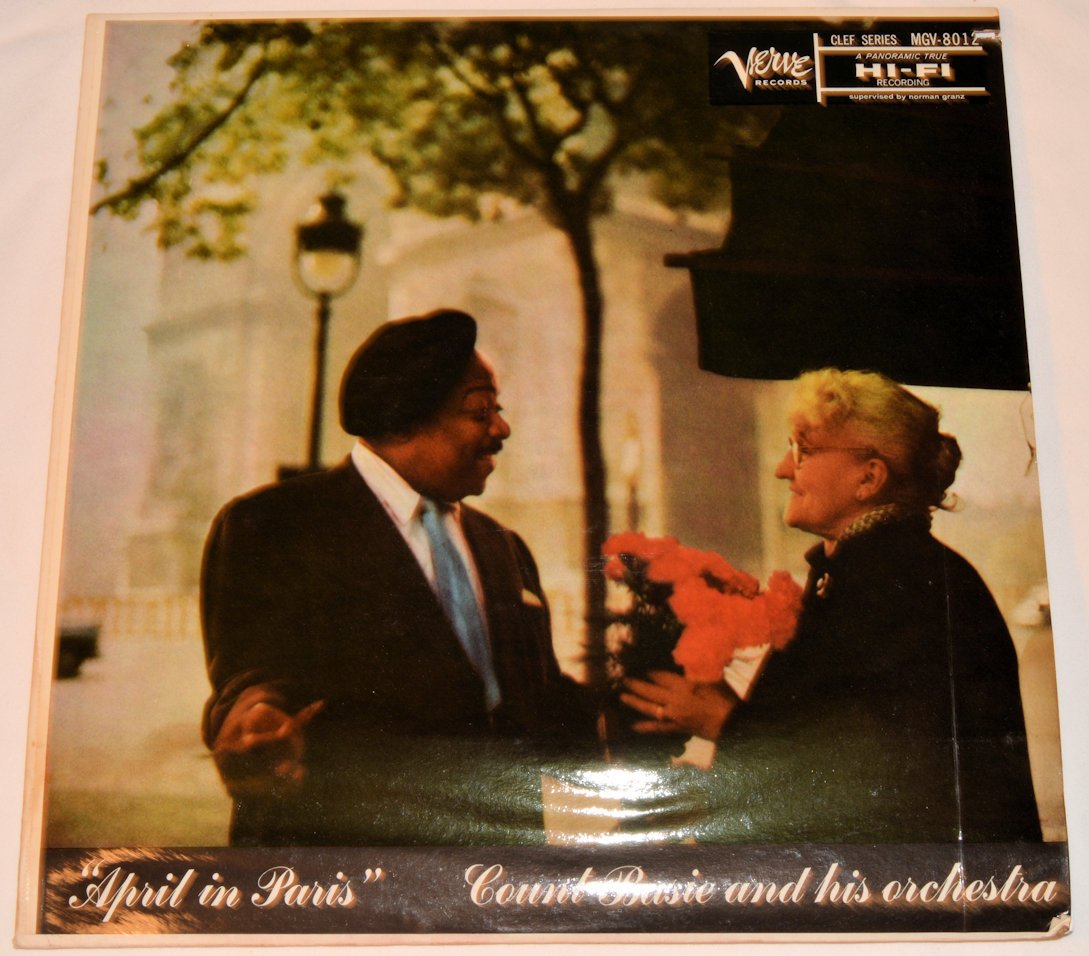 Verve
RECORDS
CLEF SERIES MGV-8012
A PANORAMIC TRUE
HI-FI
RECORDING
supervised by norman granz
"April in Paris" Count Basie and his orchestra